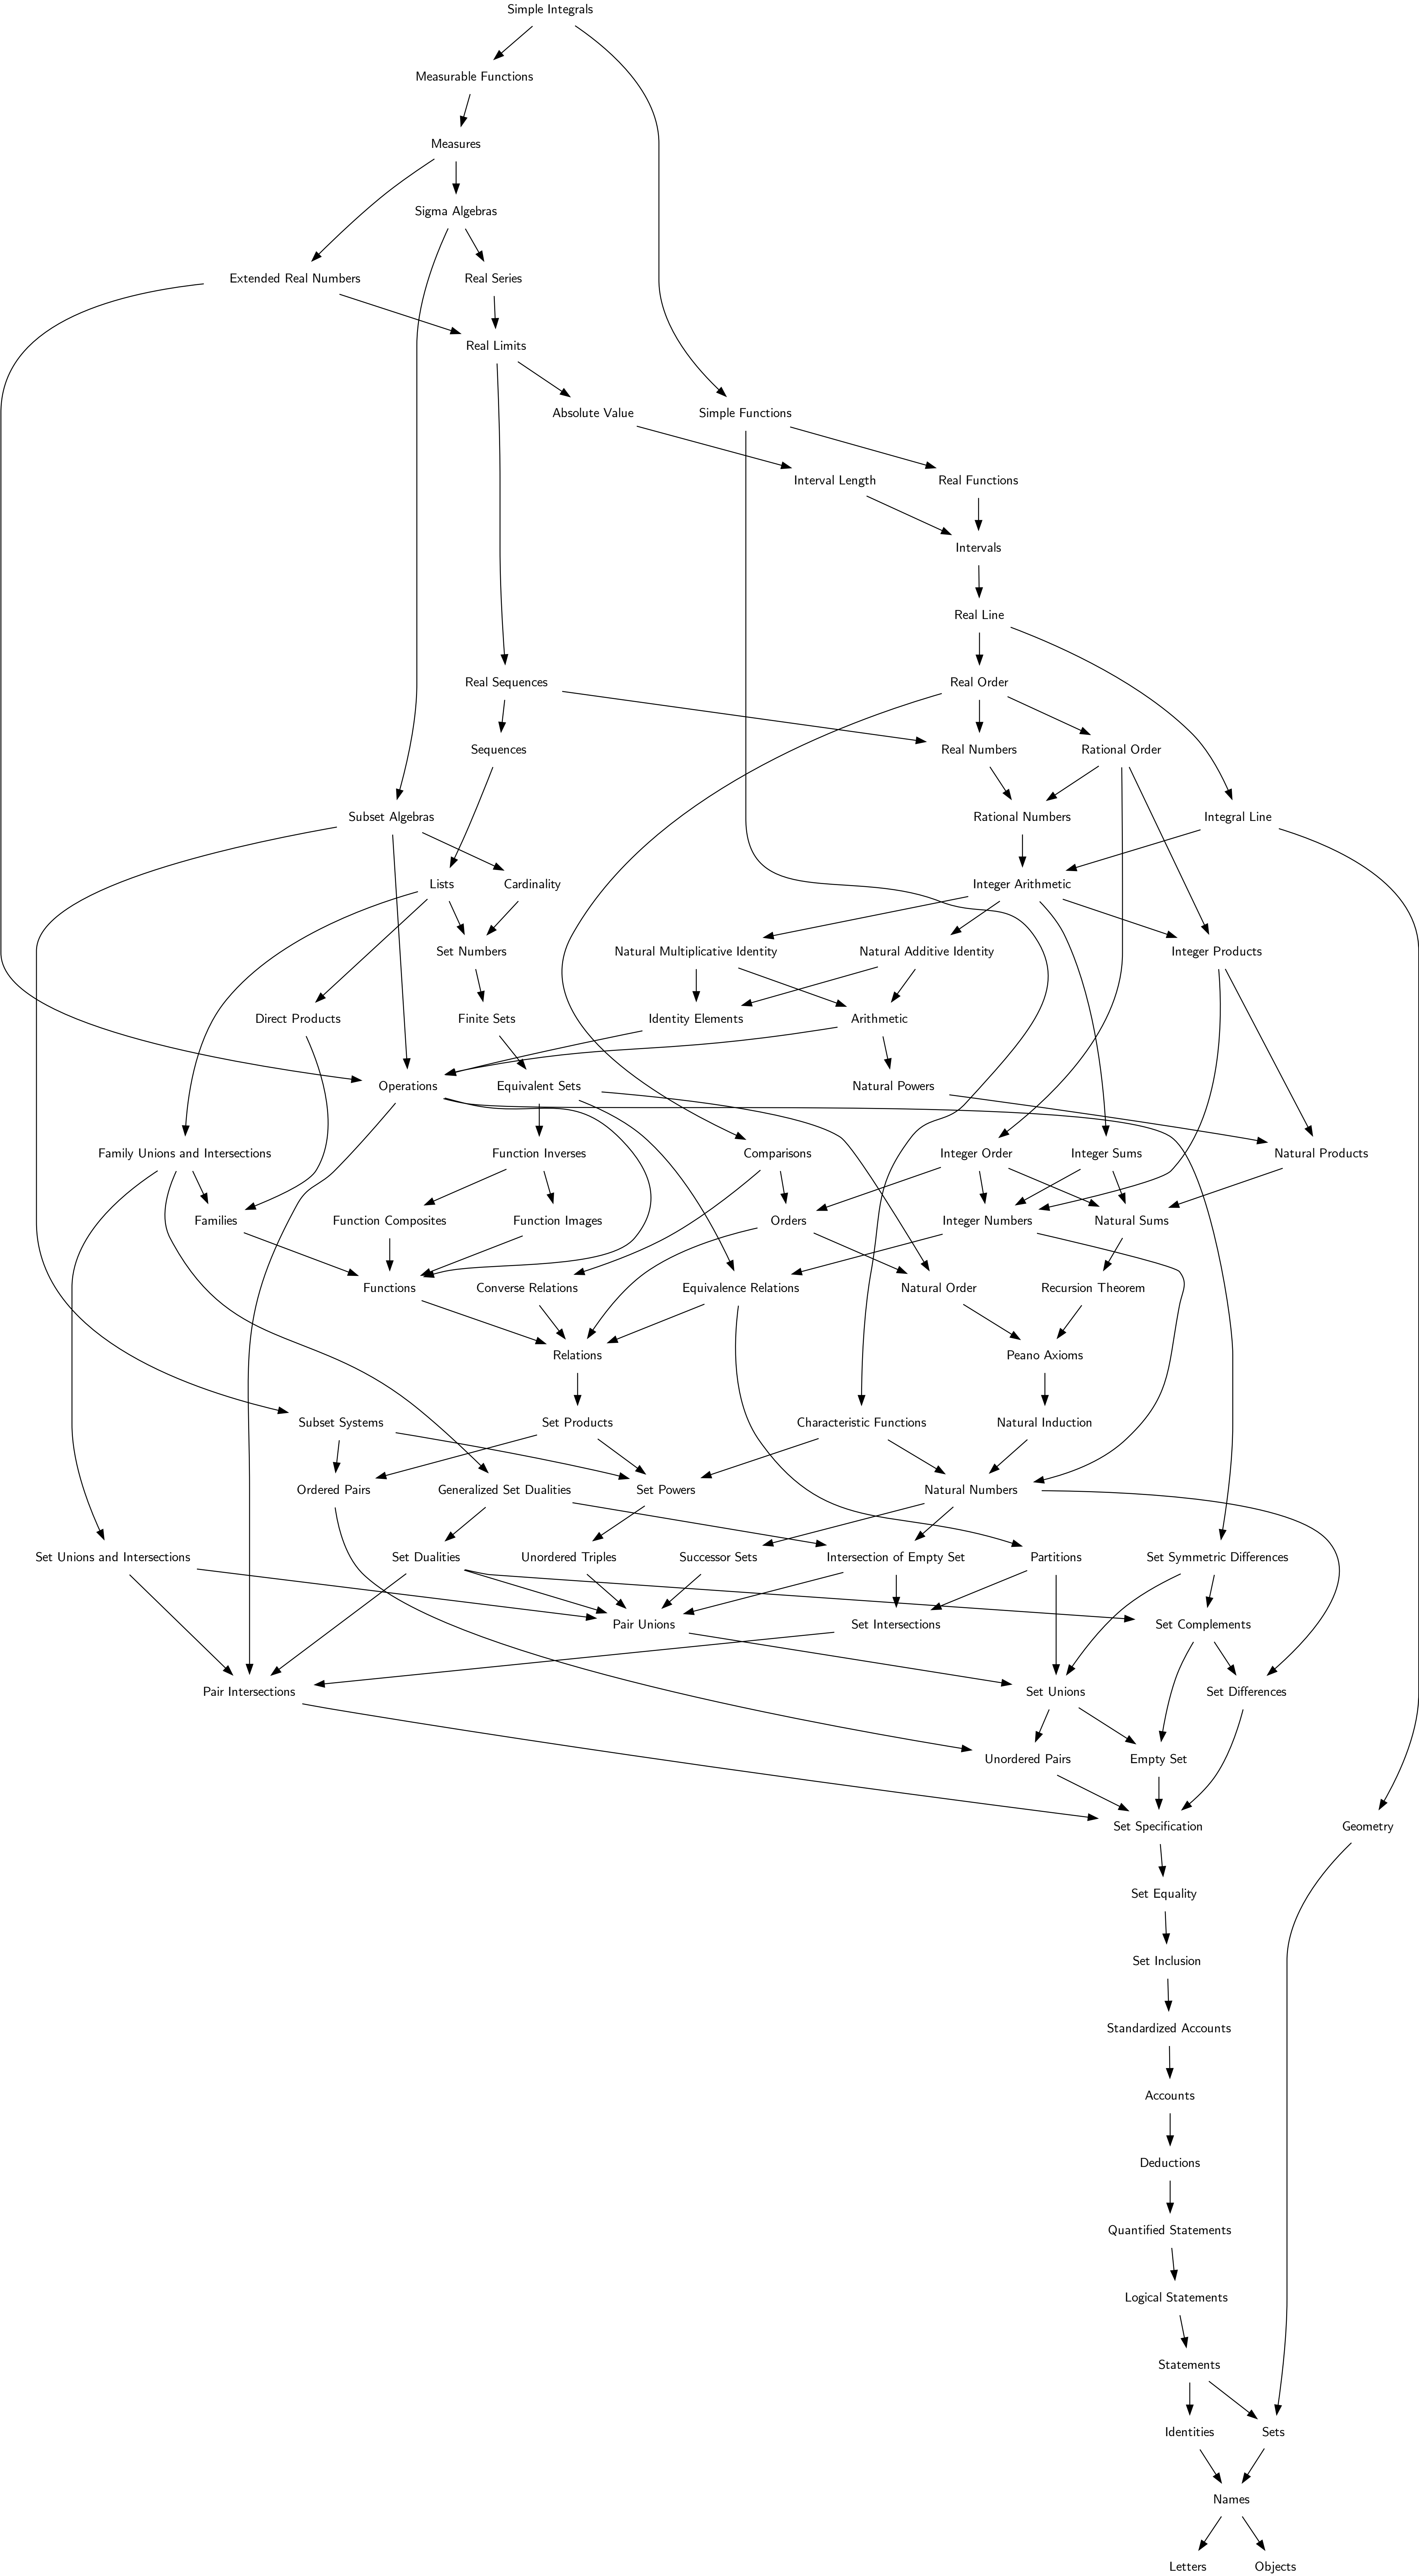 Simple Integrals
Measurable Functions
Measures
Sigma Algebras
Extended Real Numbers
Real Series
Real Limits
Absolute Value
Simple Functions
Interval Length
Real Functions
Intervals
Real Line
Real Sequences
Real Order
Sequences
Real Numbers
Rational Order
Subset Algebras
Rational Numbers
Integral Line
Lists
Cardinality
Integer Arithmetic
Set Numbers
Natural Multiplicative Identity
Natural Additive Identity
Integer Products
Direct Products
Finite Sets
Identity Elements
Arithmetic
Operations
Equivalent Sets
Natural Powers
Family Unions and Intersections
Function Inverses
Comparisons
Integer Order
Integer Sums
Natural Products
Families
Function Composites
Function Images
Orders
Integer Numbers
Natural Sums
Functions
Converse Relations
Equivalence Relations
Natural Order
Recursion Theorem
Relations
Peano Axioms
Subset Systems
Set Products
Characteristic Functions
Natural Induction
Ordered Pairs
Generalized Set Dualities
Set Powers
Natural Numbers
Set Unions and Intersections
Set Dualities
Unordered Triples
Successor Sets
Intersection of Empty Set
Partitions
Set Symmetric Differences
Pair Unions
Set Intersections
Set Complements
Pair Intersections
Set Unions
Set Differences
Unordered Pairs
Empty Set
Set Specification
Geometry
Set Equality
Set Inclusion
Standardized Accounts
Accounts
Deductions
Quantified Statements
Logical Statements
Statements
Identities
Sets
Names
Letters
Objects